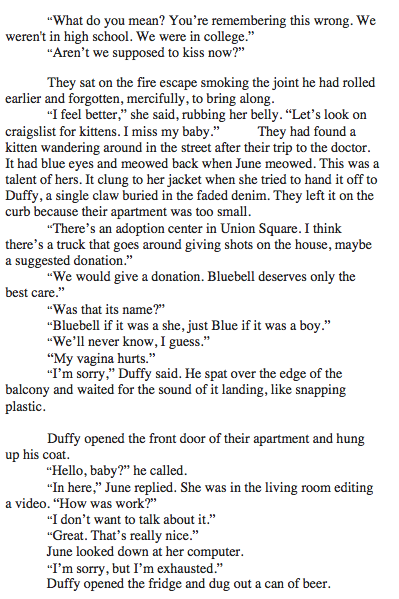 “What do you mean? You’re remembering this wrong. We
weren't in high school. We were in college.”
“Aren’t we supposed to kiss now?”
They sat on the fire escape smoking the joint he had rolled
earlier and forgotten, mercifully, to bring along.
“I feel better,” she said, rubbing her belly. “Let’s look on
craigslist for kittens. I miss my baby.” They had found a
kitten wandering around in the street after their trip to the doctor.
It had blue eyes and meowed back when June meowed. This was a
talent of hers. It clung to her jacket when she tried to hand it off to
Duffy, a single claw buried in the faded denim. They left it on the
curb because their apartment was too small.
“There’s an adoption center in Union Square. I think
there’s a truck that goes around giving shots on the house, maybe
a suggested donation.”
“We would give a donation. Bluebell deserves only the
best care.”
“Was that its name?”
“Bluebell if it was a she, just Blue if it was a boy.”
“We’ll never know, I guess.”
“My vagina hurts.”
“I’m sorry,” Duffy said. He spat over the edge of the
balcony and waited for the sound of it landing, like snapping
plastic.
Duffy opened the front door of their apartment and hung
up his coat.
“Hello, baby?” he called.
“In here,” June replied. She was in the living room editing
a video. “How was work?”
“I don’t want to talk about it.”
“Great. That’s really nice.”
June looked down at her computer.
“I’m sorry, but I’m exhausted.”
Duffy opened the fridge and dug out a can of beer.